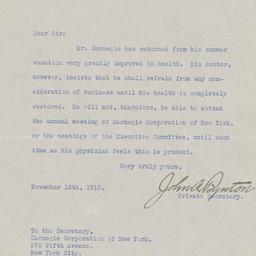 Dear Sir:
Mr. Carnegie has returned from his summer
vacation very greatly improved in health. His doctor,
however, insists that he shall refrain from any con-
sideration of business until his health is completely
restored. He will not, therefore, be able to attend
the annual meeting of Carnegie Corporation of New York,
or the meetings of the Executive Committee, until such
time as his physician feels this is prudent.
Very truly yours,
John A. Poynton
November 18th, 1915.
Private Secretary.
To the Secretary,
Carnegie Corporation of New York,
576 Fifth Avenue,
New York City.